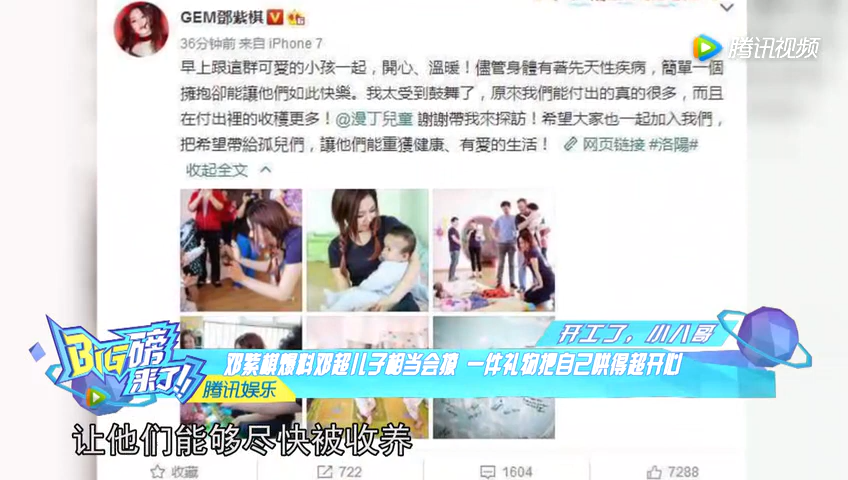 GEM鄧紫棋
36分钟前 来自 iPhone 7
腾讯视频
早上跟這群可愛的小孩一起，開心、溫暖！儘管身體有著先天性疾病，簡單一個
擁抱卻能讓他們如此快樂。我太受到鼓舞了，原來我們能付出的真的很多，而且
在付出裡的收穫更多！@漫丁兒童 謝謝帶我來探訪！希望大家也一起加入我們，
把希望帶給孤兒們，讓他們能重獲健康、有愛的生活！ 网页链接 #洛陽#
收起全文
开工了，小八哥
BIG磅来了!
邓紫棋爆料邓超儿子相当会撩 一件礼物把自己哄得超开心
腾讯娱乐
让他们能够尽快被收养
收藏
722
1604
7288